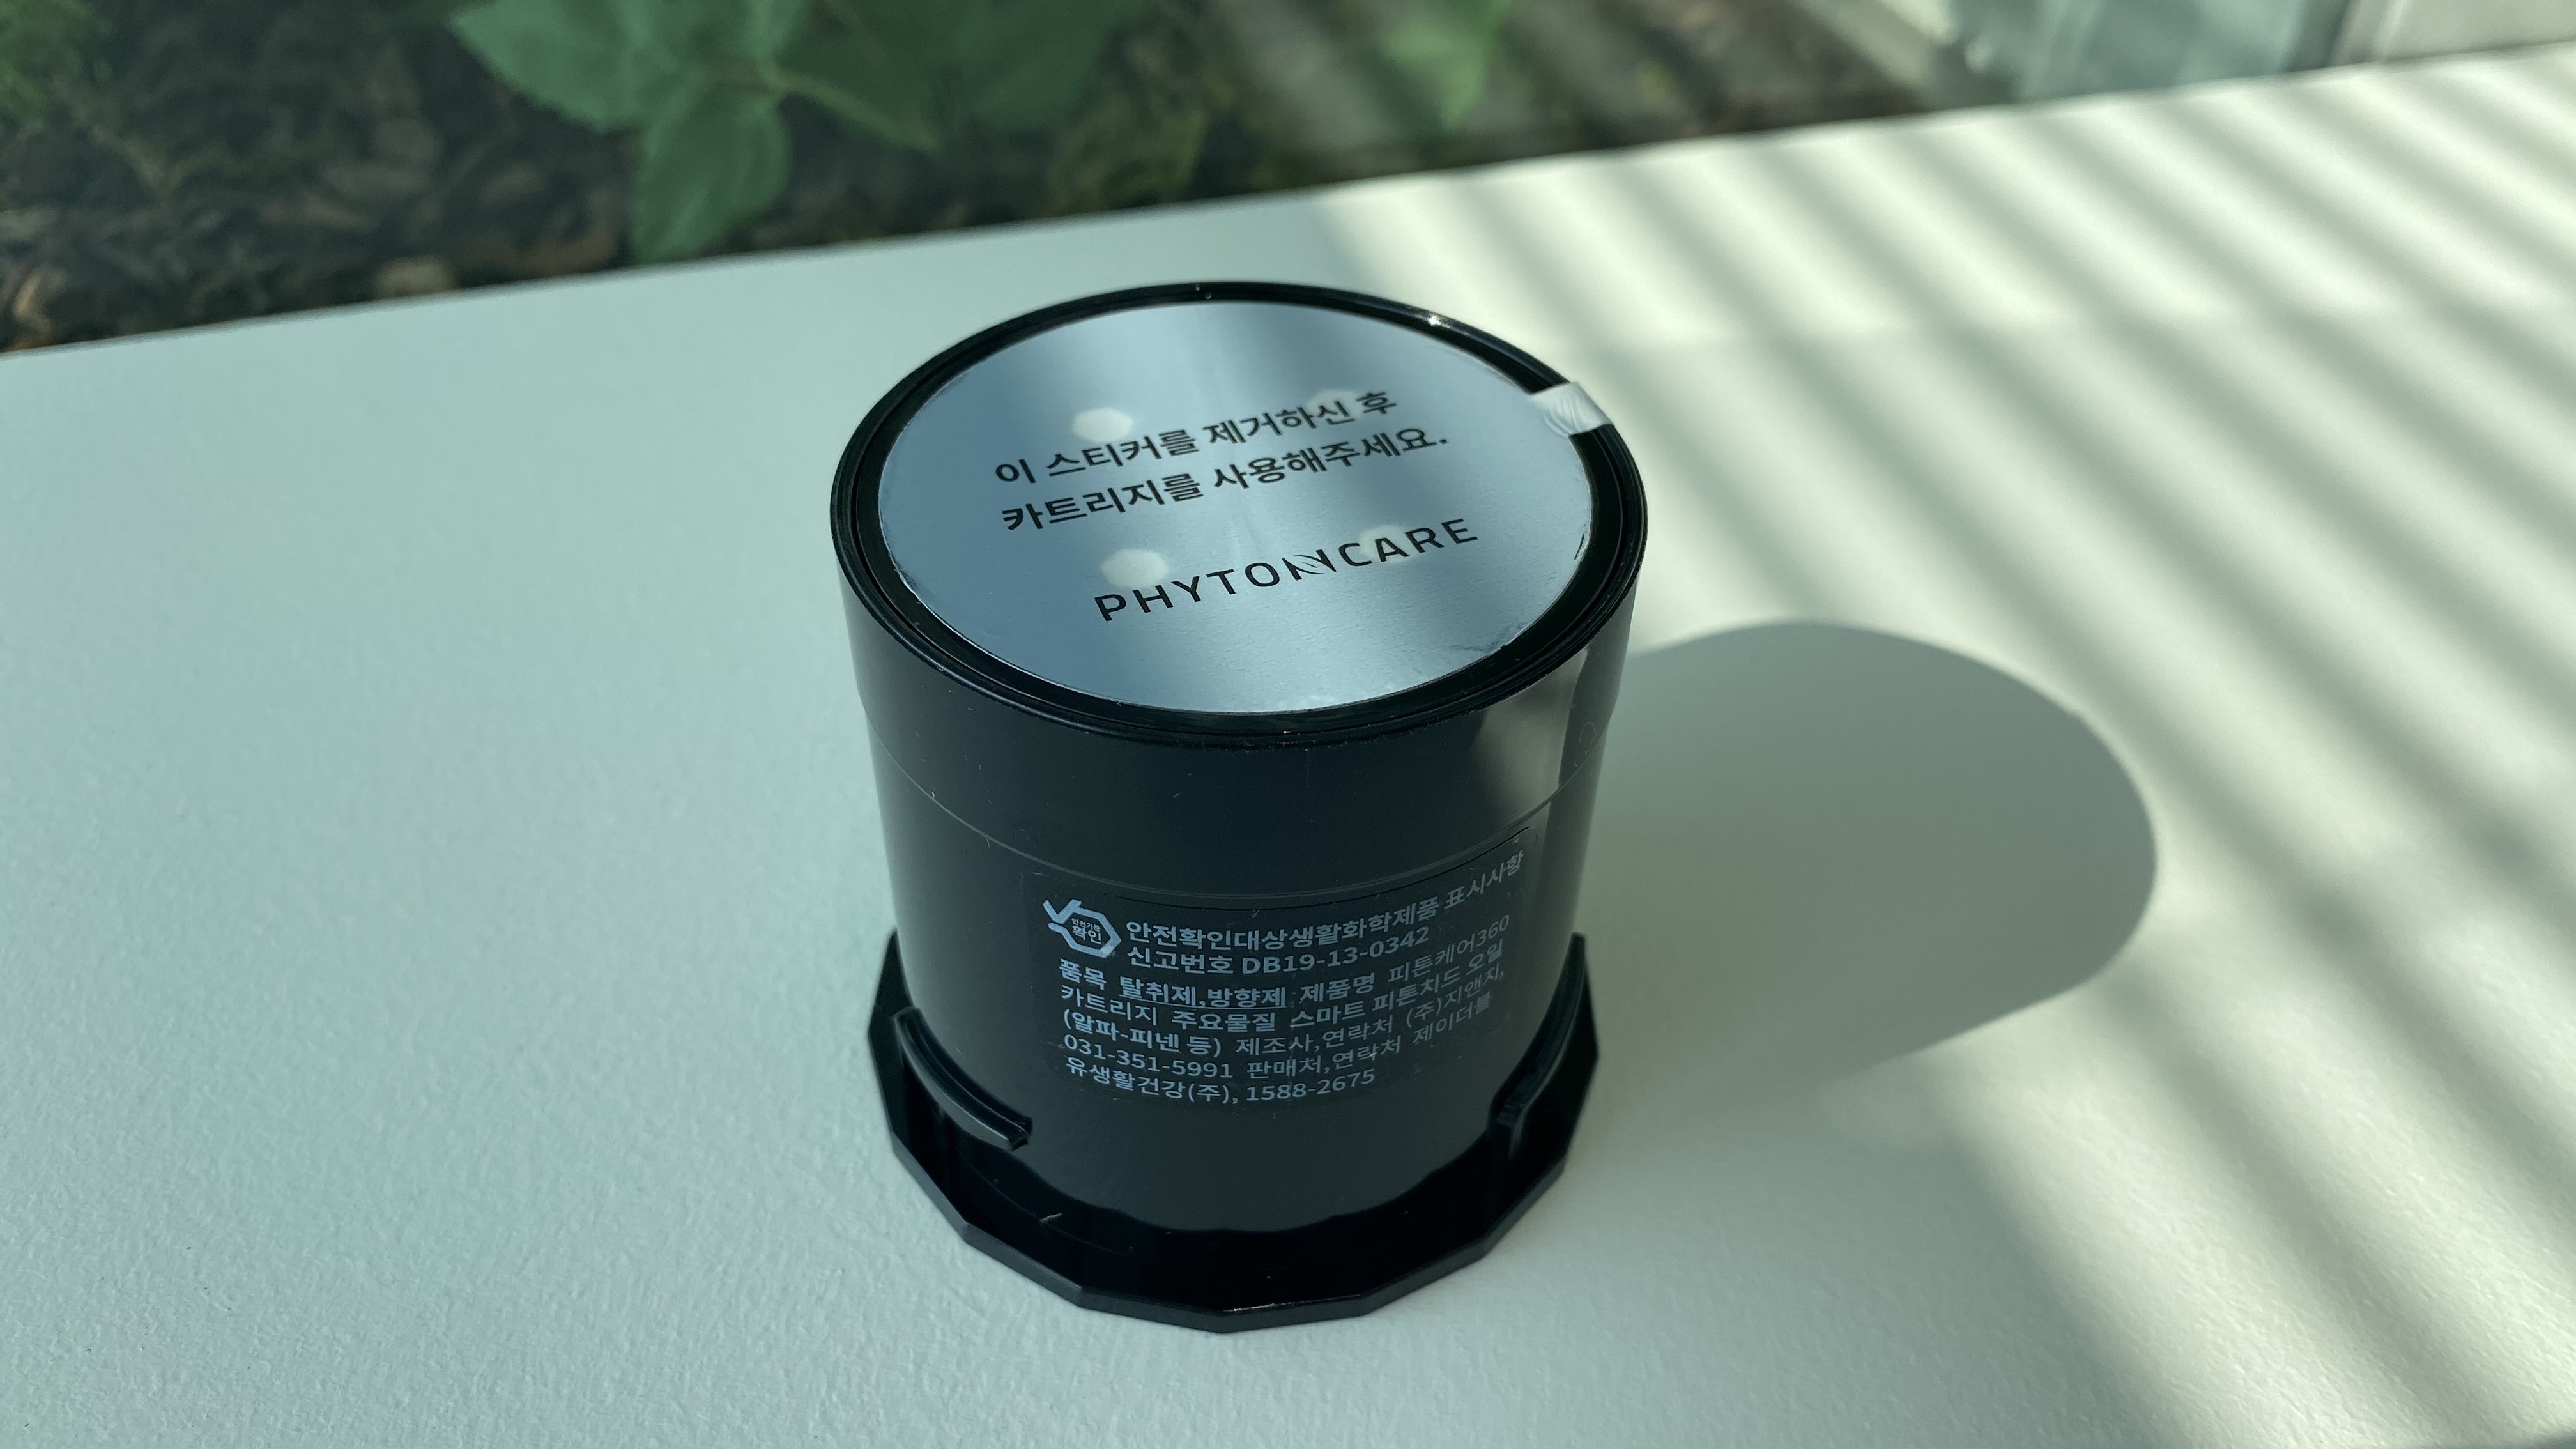 이 스티커를 제거하신 후
카트리지를 사용해주세요.
PHYTONCARE
안전기준
확인
안전확인대상생활화학제품 표시사항
신고번호 DB19-13-0342
품목 탈취제,방향제 제품명 피톤케어360
카트리지 주요물질 스마트 피톤치드 오일
(알파-피넨 등) 제조사,연락처 (주)지앤지,
031-351-5991 판매처,연락처 제이더블
유생활건강(주), 1588-2675